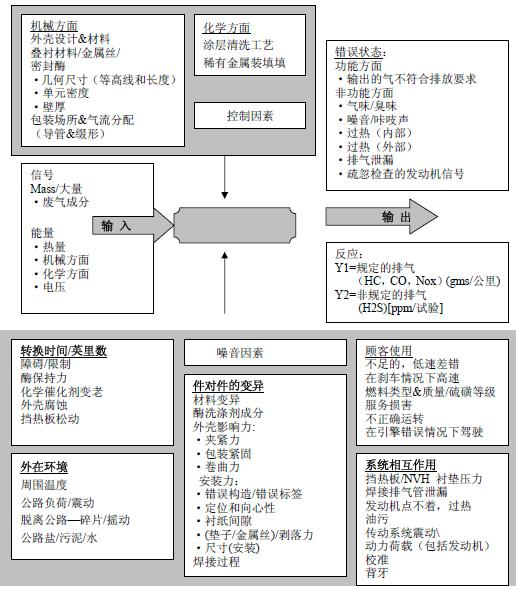 机械方面
外壳设计&材料
叠衬材料/金属丝/
密封酶
·几何尺寸（等高线和长度）
·单元密度
·壁厚
包装场所&气流分配
（导管&缀形）
化学方面
涂层清洗工艺
稀有金属装填填
控制因素
错误状态：
功能方面
·输出的气不符合排放要求
非功能方面
·气味/臭味
·噪音/咔吱声
·过热（内部）
·过热（外部）
·排气泄漏
·疏忽检查的发动机信号
信号
Mass/大量
·废气成分
能量
·热量
·机械方面
·化学方面
·电压
输 入
输 出
反应：
Y1=规定的排气
（HC，CO，Nox）(gms/公里)
Y2=非规定的排气
(H2S)[ppm/试验]
转换时间/英里数
障碍/限制
酶保持力
化学催化剂变老
外壳腐蚀
挡热板松动
外在环境
周围温度
公路负荷/震动
脱离公路—碎片/摇动
公路盐/污泥/水
噪音因素
件对件的变异
材料变异
酶洗涤剂成分
外壳影响力:
·夹紧力
·包装紧固
·卷曲力
安装力：
·错误构造/错误标签
·定位和向心性
·衬纸间隙
·(垫子/金属丝)/剥落力
·尺寸(安装)
焊接过程
顾客使用
不足的，低速差错
在刹车情况下高速
燃料类型&质量/硫磺等级
服务损害
不正确运转
在引擎错误情况下驾驶
系统相互作用
挡热板/NVH 衬垫压力
焊接排气管泄漏
发动机点不着，过热
油污
传动系统震动\
动力荷载（包括发动机）
校准
背牙